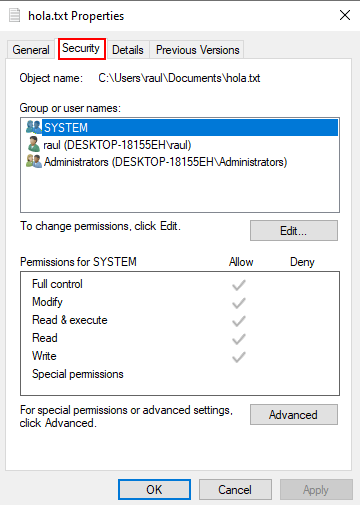 hola.txt Properties
General Security Details Previous Versions
Object name: C:\Users\raul\Documents\hola.txt
Group or user names:
SYSTEM
raul (DESKTOP-18155EH\raul)
Administrators (DESKTOP-18155EH\Administrators)
To change permissions, click Edit.
Edit...
Permissions for SYSTEM Allow Deny
Full control
Modify
Read & execute
Read
Write
Special permissions
For special permissions or advanced settings,
click Advanced.
Advanced
OK Cancel Apply